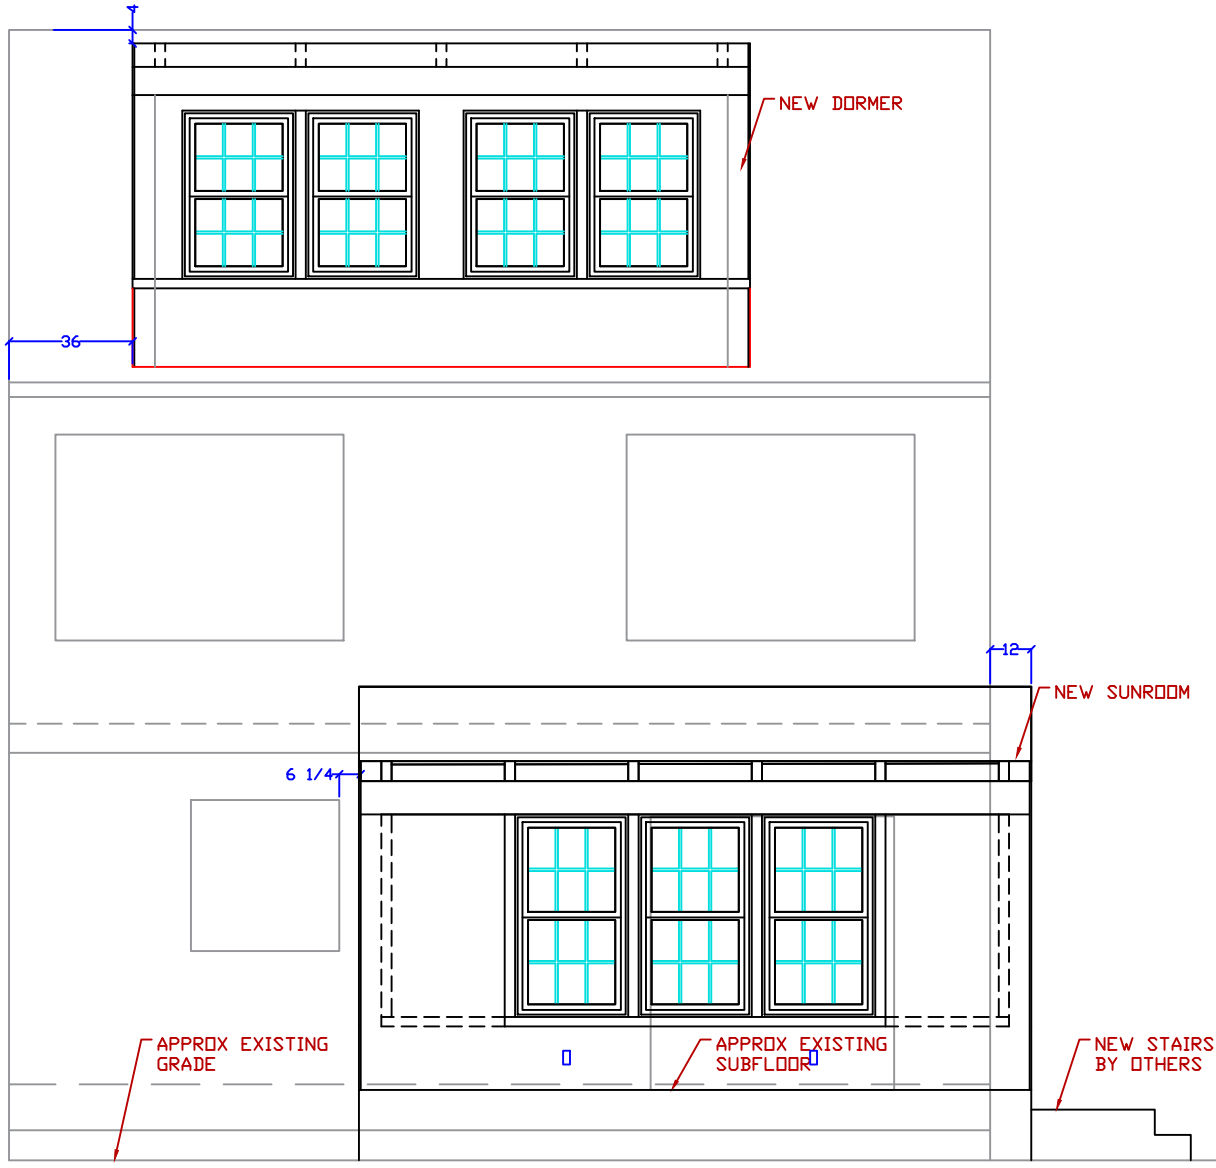 4
NEW DORMER
36
12
NEW SUNROOM
6 1/4
APPROX EXISTING
GRADE
APPROX EXISTING
SUBFLOOR
NEW STAIRS
BY OTHERS